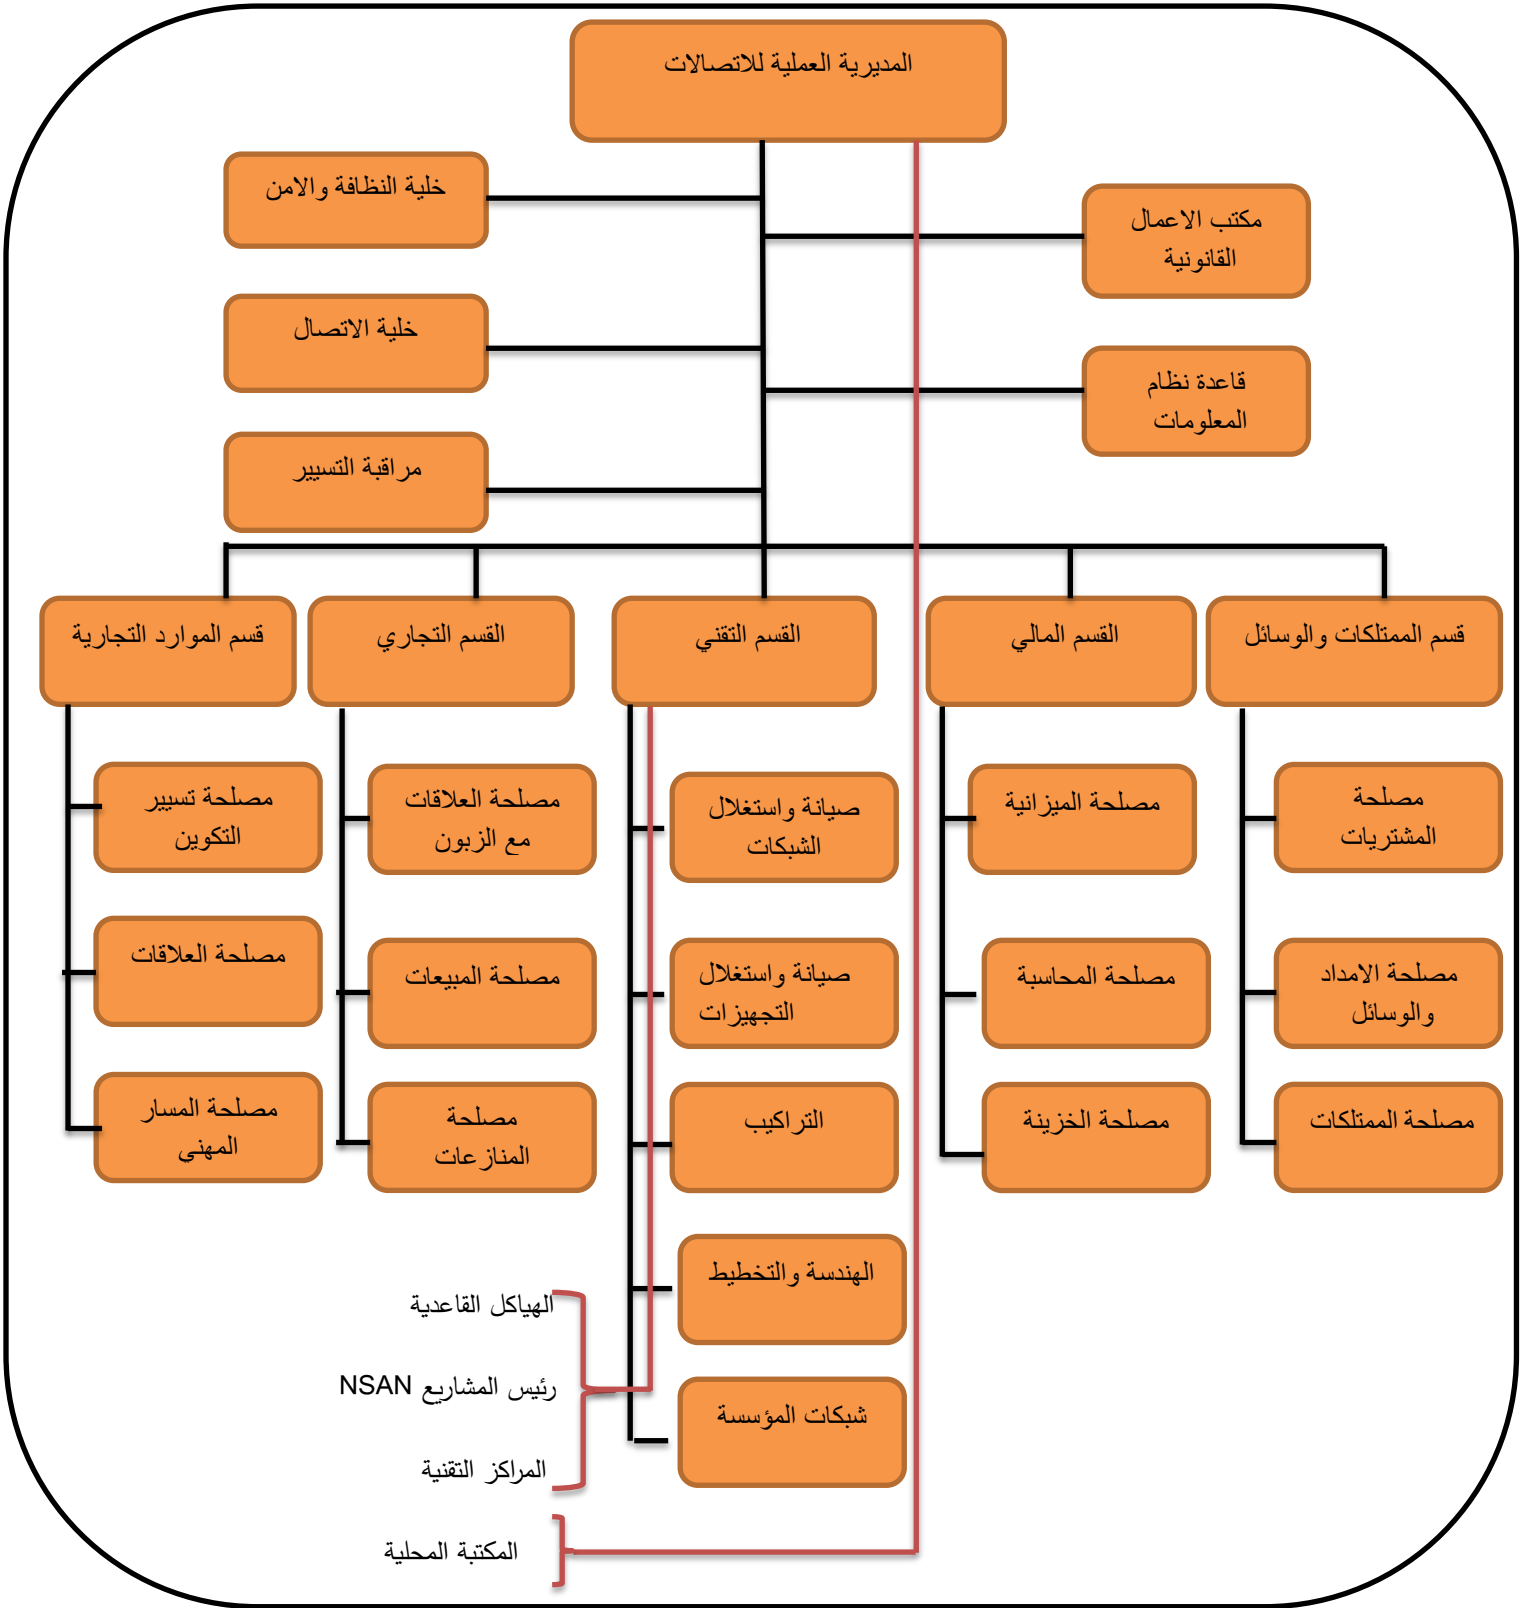 المديرية العملية للاتصالات
خلية النظافة والامن
مكتب الاعمال
القانونية
خلية الاتصال
قاعدة نظام
المعلومات
مراقبة التسيير
قسم الممتلكات والوسائل
القسم المالي
القسم التقني
القسم التجاري
قسم الموارد التجارية
مصلحة
المشتريات
مصلحة الميزانية
صيانة واستغلال
الشبكات
مصلحة العلاقات
مع الزبون
مصلحة تسيير
التكوين
مصلحة الامداد
والوسائل
مصلحة المحاسبة
صيانة واستغلال
التجهيزات
مصلحة المبيعات
مصلحة العلاقات
مصلحة الممتلكات
مصلحة الخزينة
التراكيب
مصلحة
المنازعات
مصلحة المسار
المهني
الهندسة والتخطيط
الهياكل القاعدية
رئيس المشاريع NSAN
شبكات المؤسسة
المراكز التقنية
المكتبة المحلية